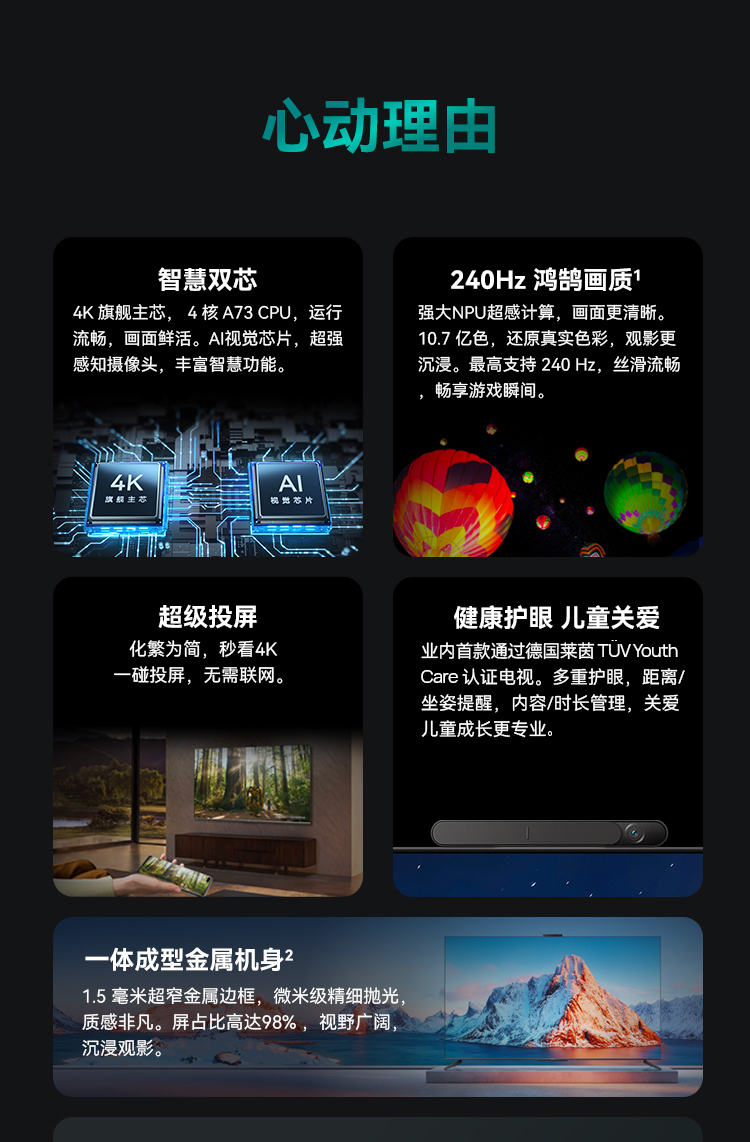 心动理由
智慧双芯
4K 旗舰主芯， 4 核 A73 CPU，运行
流畅，画面鲜活。AI视觉芯片，超强
感知摄像头，丰富智慧功能。
4K
旗舰主芯
AI
视觉芯片
240Hz 鸿鹄画质¹
强大NPU超感计算，画面更清晰。
10.7 亿色，还原真实色彩，观影更
沉浸。最高支持 240 Hz，丝滑流畅
，畅享游戏瞬间。
超级投屏
化繁为简，秒看4K
一碰投屏，无需联网。
健康护眼 儿童关爱
业内首款通过德国莱茵 TÜV Youth
Care 认证电视。多重护眼，距离/
坐姿提醒，内容/时长管理，关爱
儿童成长更专业。
一体成型金属机身²
1.5 毫米超窄金属边框，微米级精细抛光，
质感非凡。屏占比高达98% ，视野广阔，
沉浸观影。